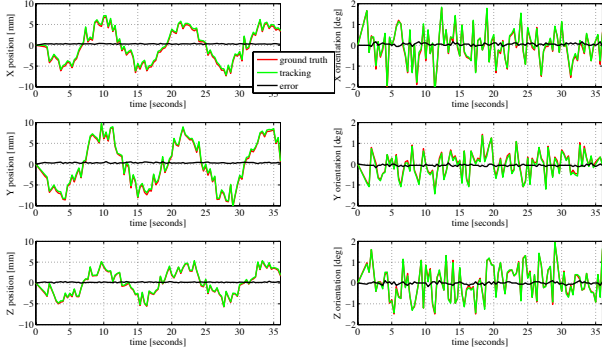 10
5
0
−5
−10
X position [mm]
0 5 10 15 20 25 30 35
time [seconds]
2
1
0
−1
−2
X orientation [deg]
0 5 10 15 20 25 30 35
time [seconds]
ground truth
tracking
error
10
5
0
−5
−10
Y position [mm]
0 5 10 15 20 25 30 35
time [seconds]
2
1
0
−1
−2
Y orientation [deg]
0 5 10 15 20 25 30 35
time [seconds]
10
5
0
−5
−10
Z position [mm]
0 5 10 15 20 25 30 35
time [seconds]
2
1
0
−1
−2
Z orientation [deg]
0 5 10 15 20 25 30 35
time [seconds]